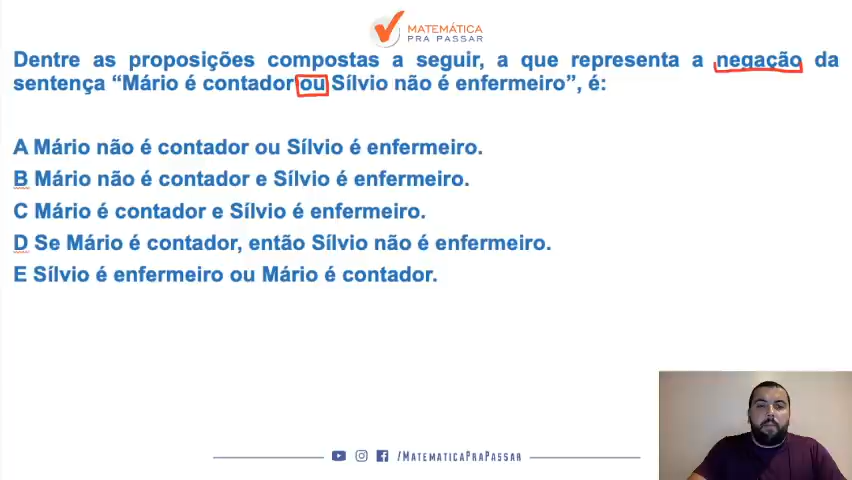 MATEMÁTICA
PRA PASSAR
Dentre as proposições compostas a seguir, a que representa a negação da
sentença “Mário é contador ou Sílvio não é enfermeiro”, é:
A Mário não é contador ou Sílvio é enfermeiro.
B Mário não é contador e Sílvio é enfermeiro.
C Mário é contador e Sílvio é enfermeiro.
D Se Mário é contador, então Sílvio não é enfermeiro.
E Sílvio é enfermeiro ou Mário é contador.
/MATEMATICAPRAPASSAR